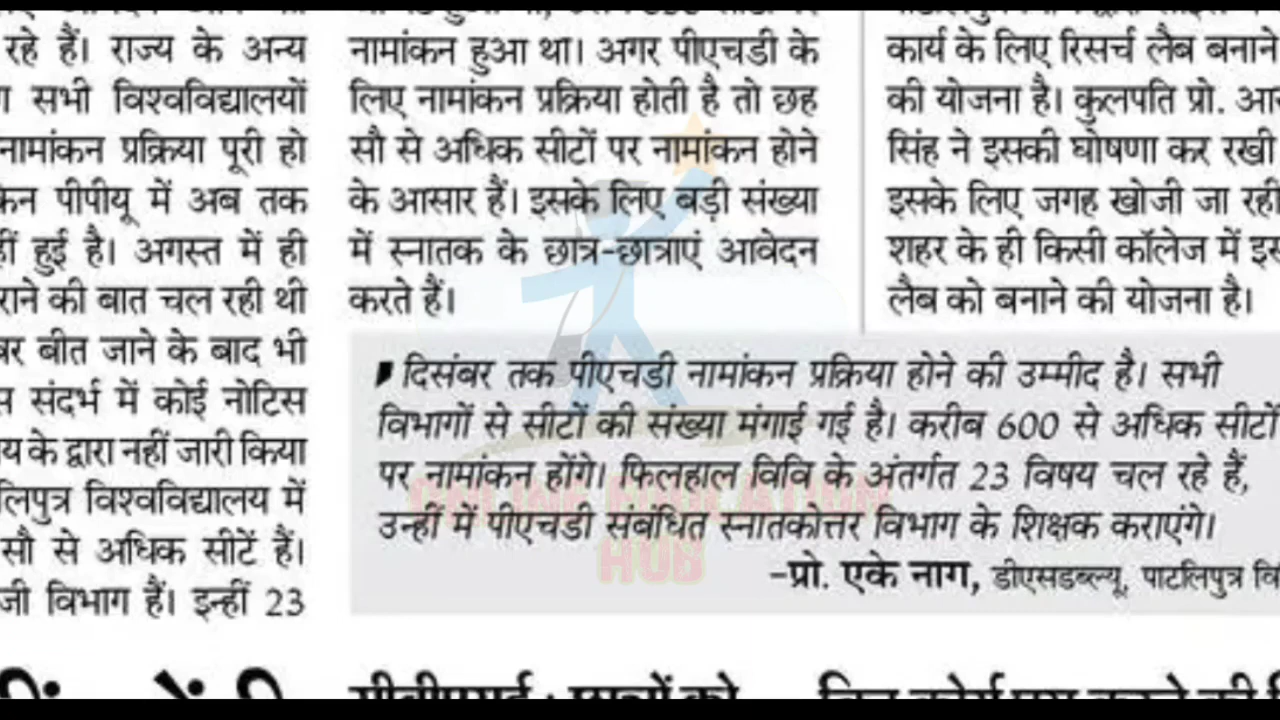 रहे हैं। राज्य के अन्य
सभी विश्वविद्यालयों
नामांकन प्रक्रिया पूरी हो
पीपीयू में अब तक
हुई है। अगस्त में ही
की बात चल रही थी
बीत जाने के बाद भी
संदर्भ में कोई नोटिस
के द्वारा नहीं जारी किया
विश्वविद्यालय में
सौ से अधिक सीटें हैं।
विभाग हैं। इन्हीं 23
नामांकन हुआ था। अगर पीएचडी के
लिए नामांकन प्रक्रिया होती है तो छह
सौ से अधिक सीटों पर नामांकन होने
के आसार हैं। इसके लिए बड़ी संख्या
में स्नातक के छात्र-छात्राएं आवेदन
करते हैं।
कार्य के लिए रिसर्च लैब बनाने
की योजना है। कुलपति प्रो.
सिंह ने इसकी घोषणा कर रखी
इसके लिए जगह खोजी जा रही
शहर के ही किसी कॉलेज में
लैब को बनाने की योजना है।
दिसंबर तक पीएचडी नामांकन प्रक्रिया होने की उम्मीद है। सभी
विभागों से सीटों की संख्या मंगाई गई है। करीब 600 से अधिक सीटों
पर नामांकन होंगे। फिलहाल विवि के अंतर्गत 23 विषय चल रहे हैं,
उन्हीं में पीएचडी संबंधित स्नातकोत्तर विभाग के शिक्षक कराएंगे।
-प्रो. एके नाग, डीएसडब्ल्यू, पाटलिपुत्र
ONLINE EDUCATION
HUB